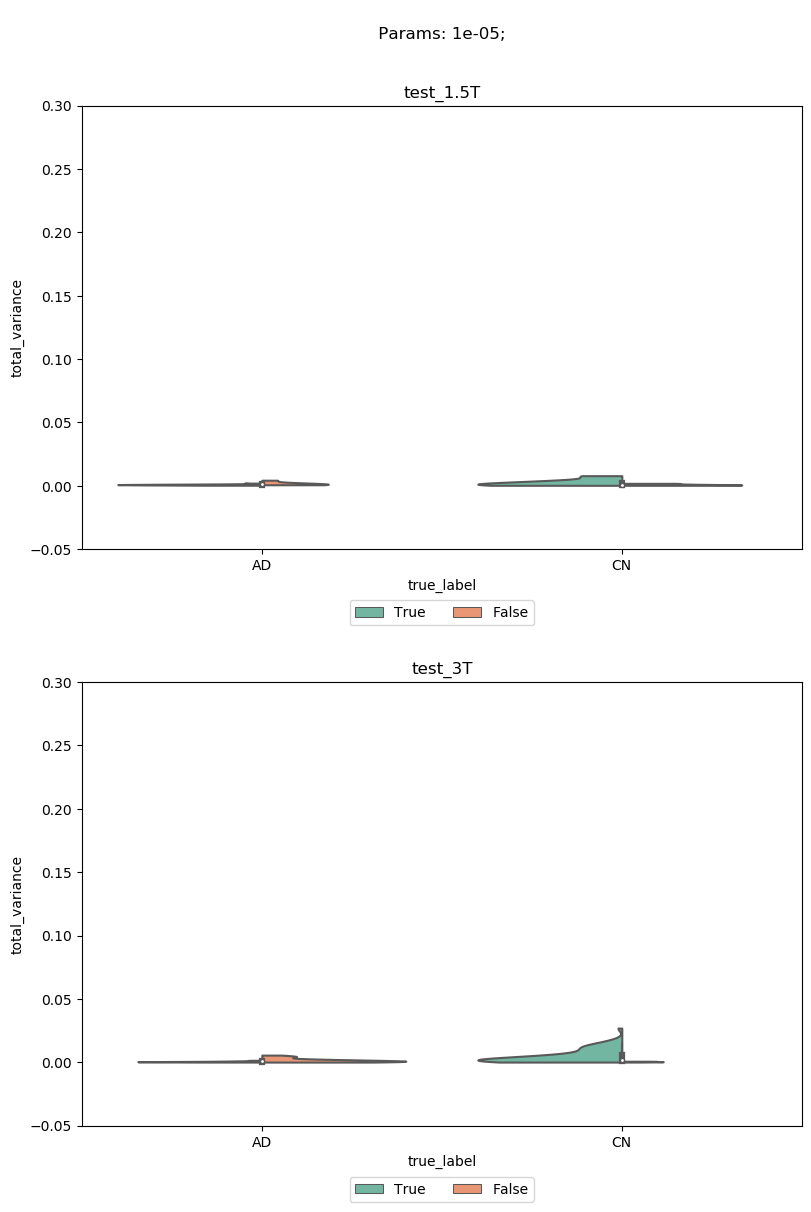 Params: 1e-05;
test_1.5T
0.30
0.25
0.20
0.15
0.10
0.05
0.00
−0.05
total_variance
AD CN
true_label
True False
test_3T
0.30
0.25
0.20
0.15
0.10
0.05
0.00
−0.05
total_variance
AD CN
true_label
True False